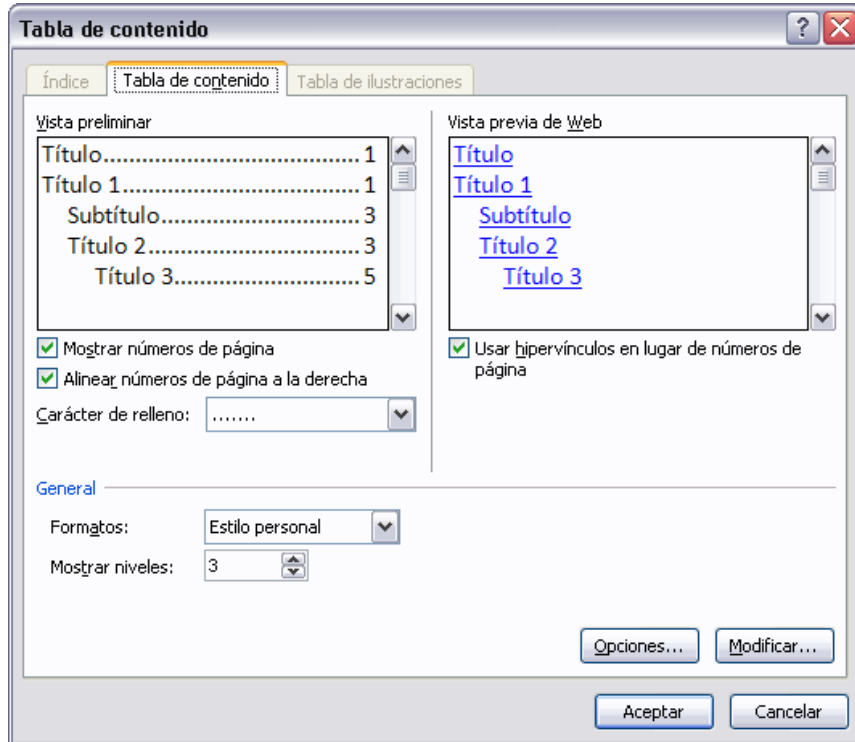 Tabla de contenido
Índice
Tabla de contenido
Tabla de ilustraciones
Vista preliminar
Título..................................... 1
Título 1.................................. 1
Subtítulo............................. 3
Título 2............................... 3
Título 3........................... 5
Mostrar números de página
Alinear números de página a la derecha
Carácter de relleno: .......
Vista previa de Web
Título
Título 1
Subtítulo
Título 2
Título 3
Usar hipervínculos en lugar de números de
página
General
Formatos: Estilo personal
Mostrar niveles: 3
Opciones... Modificar...
Aceptar Cancelar